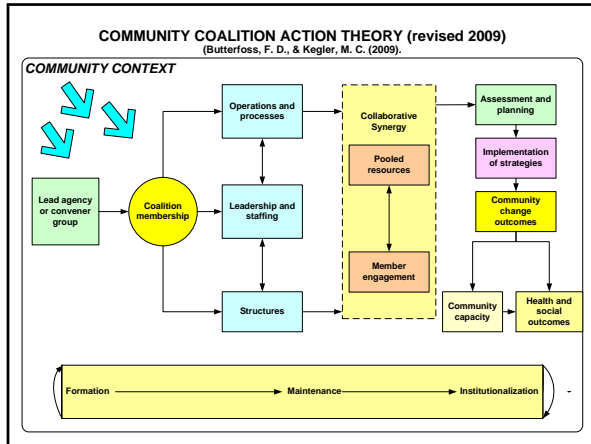 COMMUNITY COALITION ACTION THEORY (revised 2009)
(Butterfoss, F. D., & Kegler, M. C. (2009).
COMMUNITY CONTEXT
Lead agency
or convener
group
Coalition
membership
Operations and
processes
Leadership and
staffing
Structures
Collaborative
Synergy
Pooled
resources
Member
engagement
Assessment and
planning
Implementation
of strategies
Community
change
outcomes
Community
capacity
Health and
social
outcomes
Formation
Maintenance
Institutionalization
-